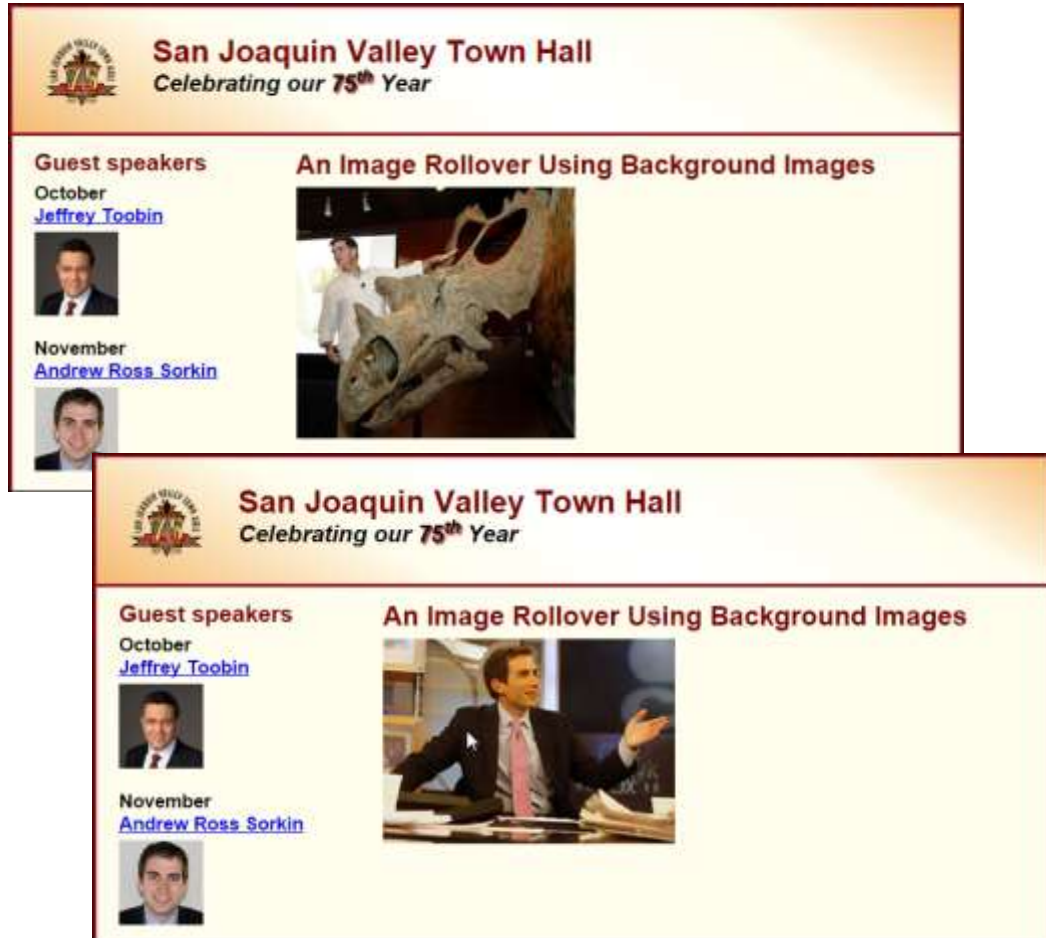 San Joaquin Valley Town Hall
Celebrating our 75th Year
Guest speakers
October
Jeffrey Toobin
November
Andrew Ross Sorkin
An Image Rollover Using Background Images
San Joaquin Valley Town Hall
Celebrating our 75th Year
Guest speakers
October
Jeffrey Toobin
November
Andrew Ross Sorkin
An Image Rollover Using Background Images